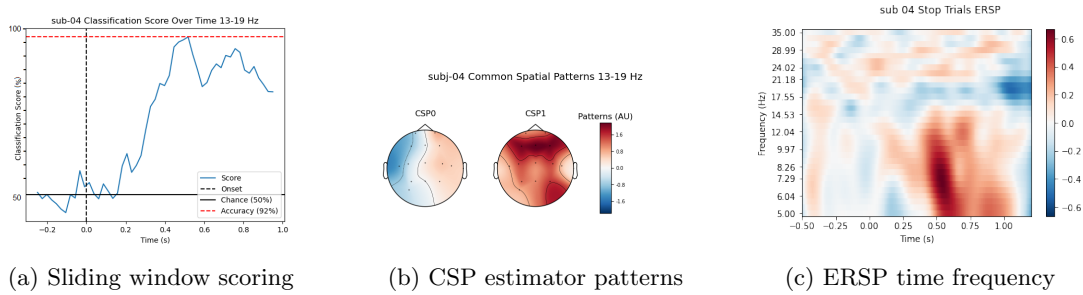 sub-04 Classification Score Over Time 13-19 Hz
100
50
Classification Score (%)
Score
Onset
Chance (50%)
Accuracy (92%)
-0.2
0.0
0.2
0.4
0.6
0.8
1.0
Time (s)
(a) Sliding window scoring
subj-04 Common Spatial Patterns 13-19 Hz
CSP0
CSP1
Patterns (AU)
1.6
0.8
0.0
-0.8
-1.6
(b) CSP estimator patterns
sub 04 Stop Trials ERSP
35.00
28.99
24.02
21.18
17.55
14.53
12.04
9.97
8.26
7.29
6.04
5.00
Frequency (Hz)
−0.50
−0.25
0.00
0.25
0.50
0.75
1.00
Time (s)
0.6
0.4
0.2
0.0
−0.2
−0.4
−0.6
(c) ERSP time frequency